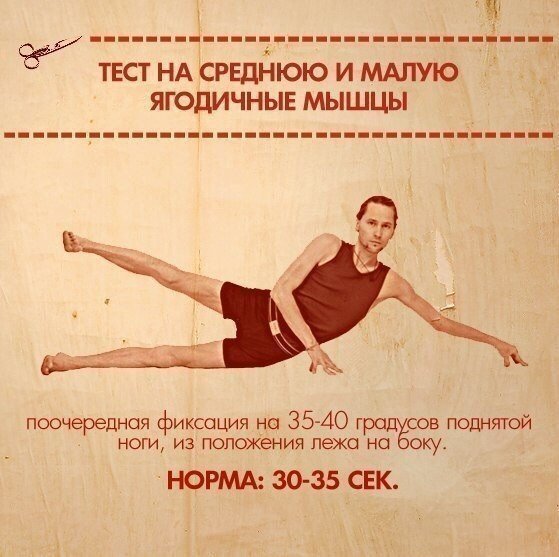 ТЕСТ НА СРЕДНЮЮ И МАЛУЮ
ЯГОДИЧНЫЕ МЫШЦЫ
поочередная фиксация на 35-40 градусов поднятой
ноги, из положения лежа на боку.
НОРМА: 30-35 СЕК.